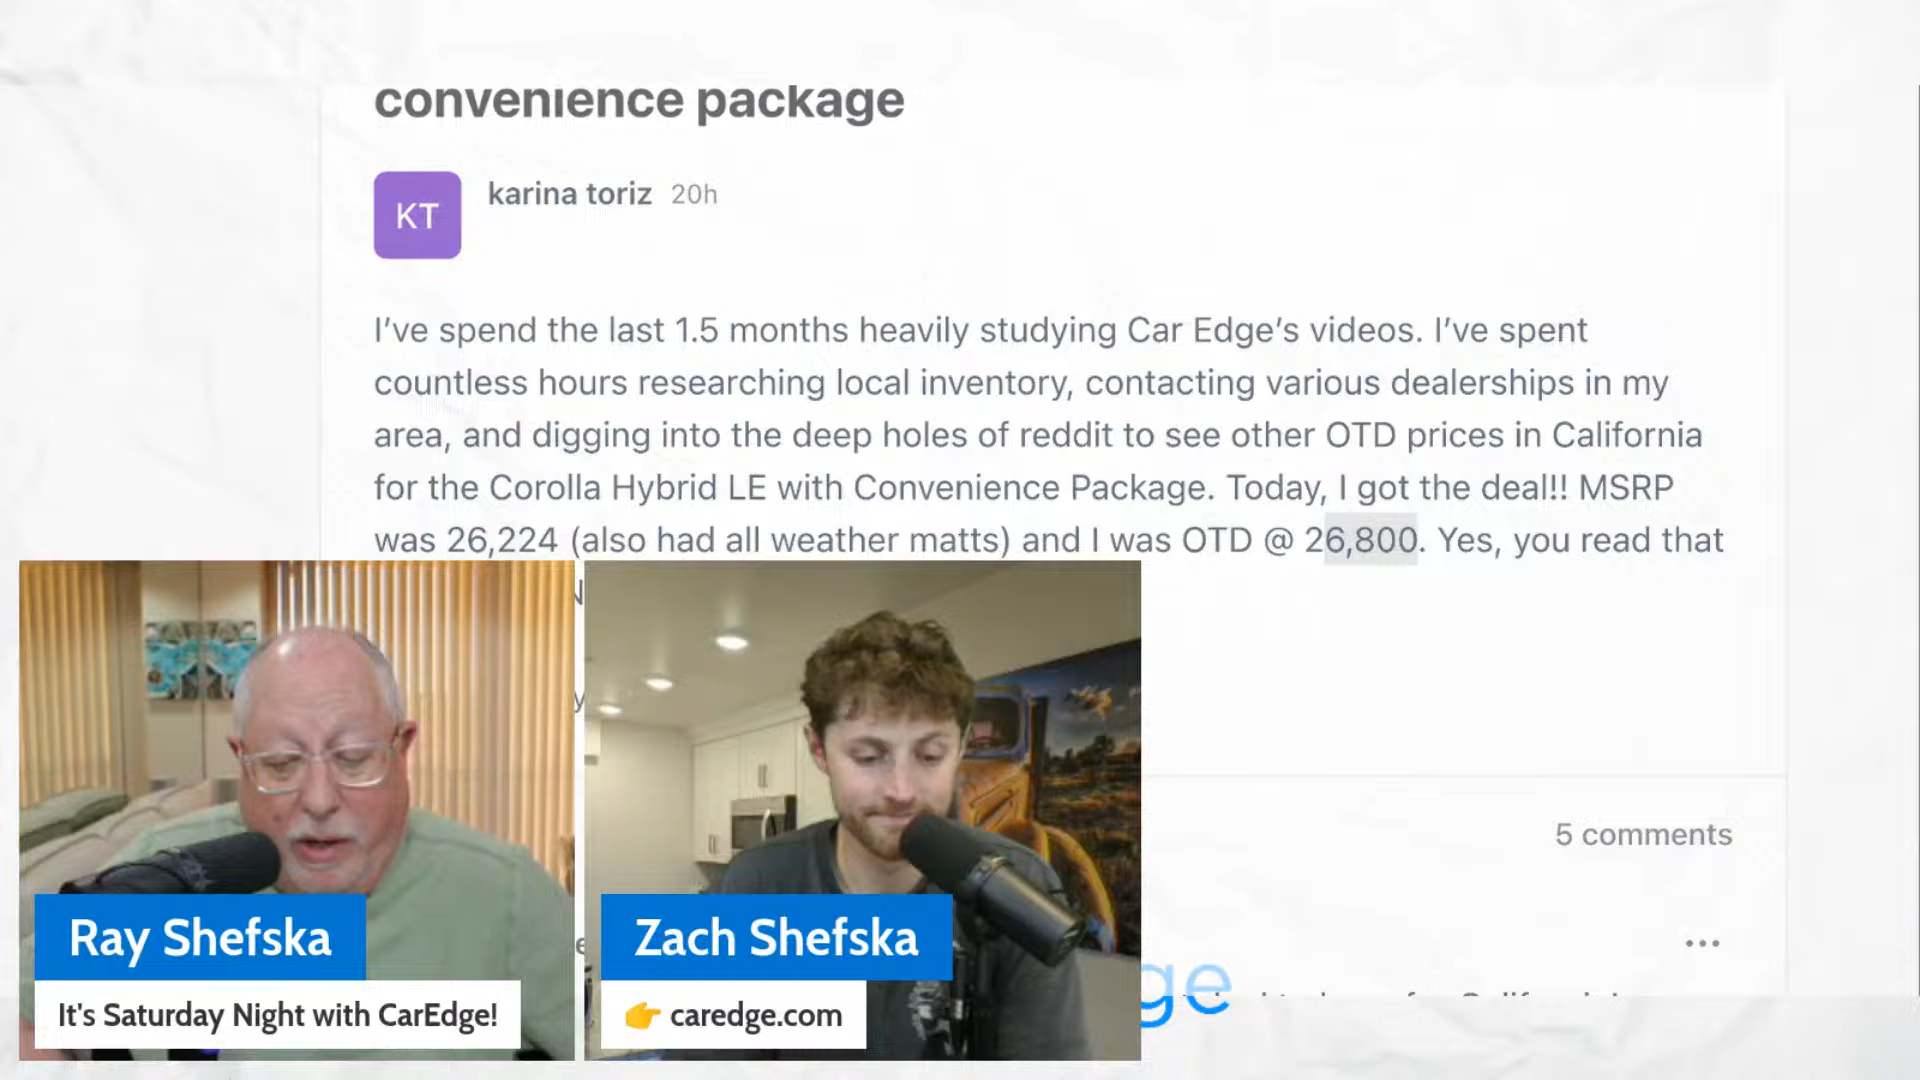 convenience package
KT
karina toriz 20h
I’ve spend the last 1.5 months heavily studying Car Edge’s videos. I’ve spent
countless hours researching local inventory, contacting various dealerships in my
area, and digging into the deep holes of reddit to see other OTD prices in California
for the Corolla Hybrid LE with Convenience Package. Today, I got the deal!! MSRP
was 26,224 (also had all weather matts) and I was OTD @ 26,800. Yes, you read that
5 comments
Ray Shefska
It's Saturday Night with CarEdge!
Zach Shefska
👉 caredge.com
ge